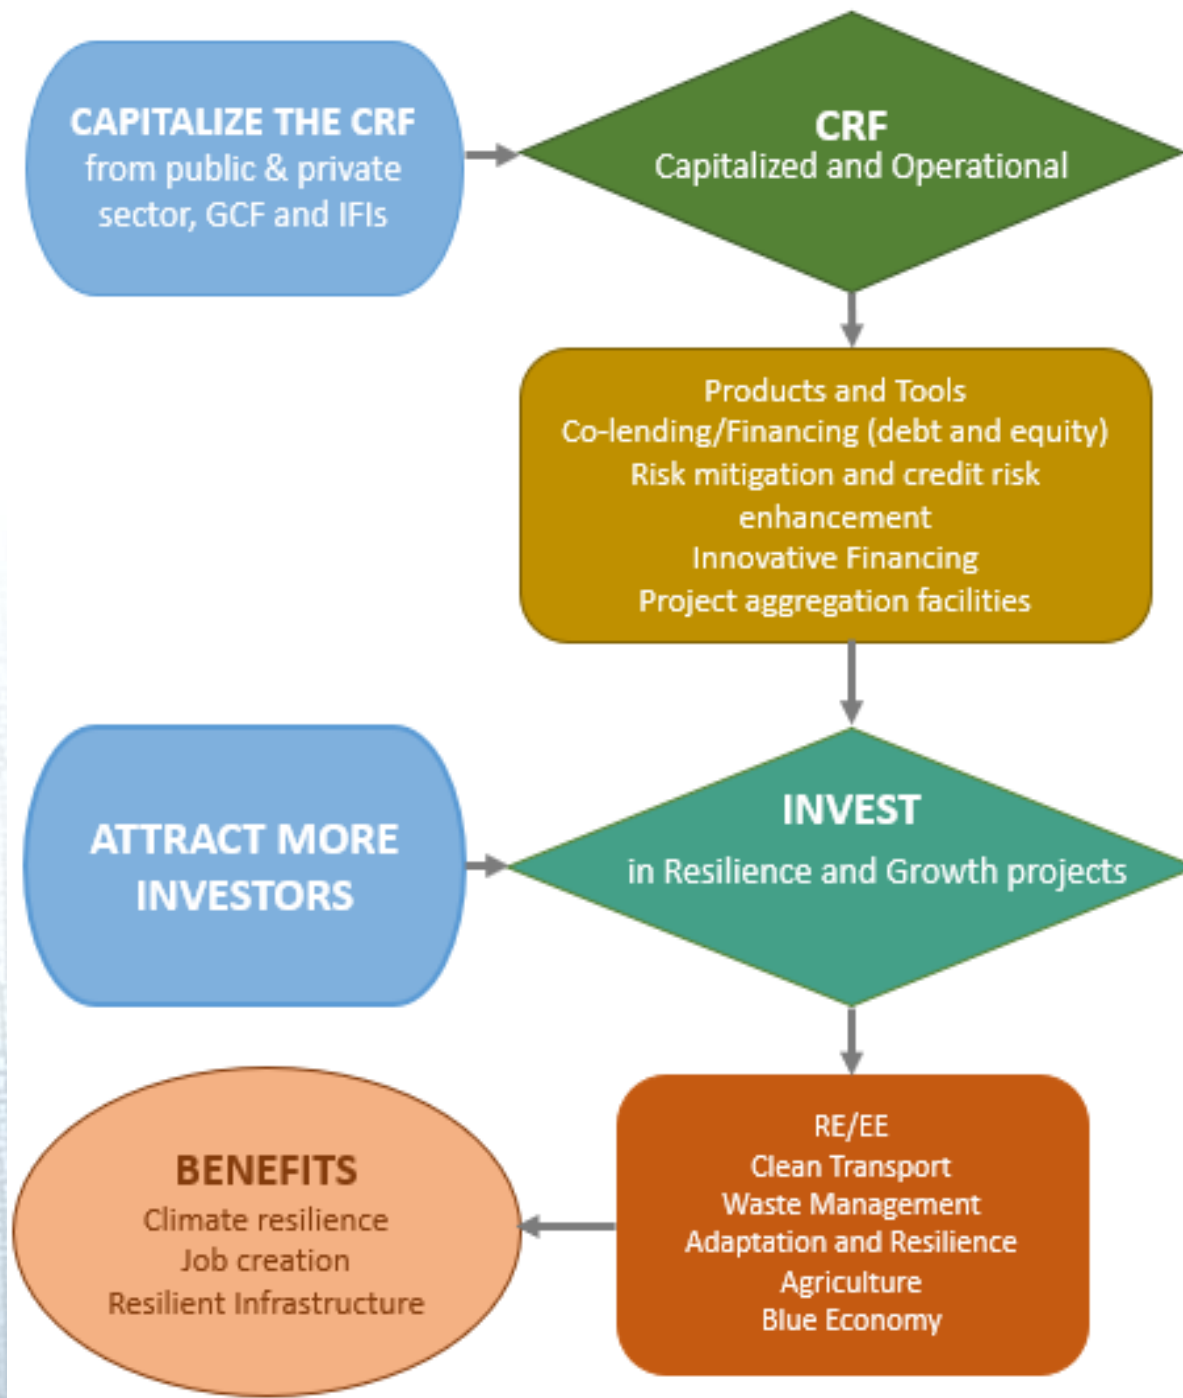 CAPITALIZE THE CRF
from public & private
sector, GCF and IFIs
CRF
Capitalized and Operational
Products and Tools
Co-lending/Financing (debt and equity)
Risk mitigation and credit risk
enhancement
Innovative Financing
Project aggregation facilities
ATTRACT MORE
INVESTORS
INVEST
in Resilience and Growth projects
RE/EE
Clean Transport
Waste Management
Adaptation and Resilience
Agriculture
Blue Economy
BENEFITS
Climate resilience
Job creation
Resilient Infrastructure